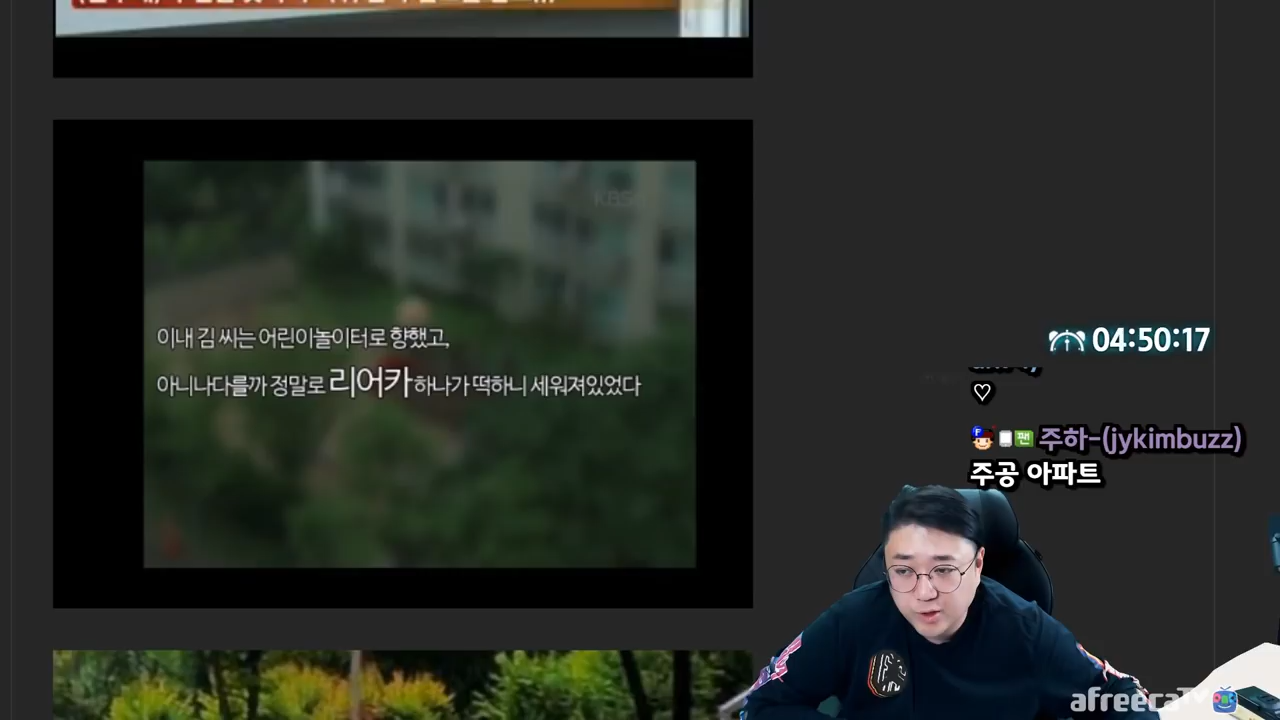 KBS
이내 김 씨는 어린이놀이터로 향했고,
아니나다를까 정말로 리어카 하나가 떡하니 세워져있었다
04:50:17
♡
F 팬 주하-(jykimbuzz)
주공 아파트
afreecaTV